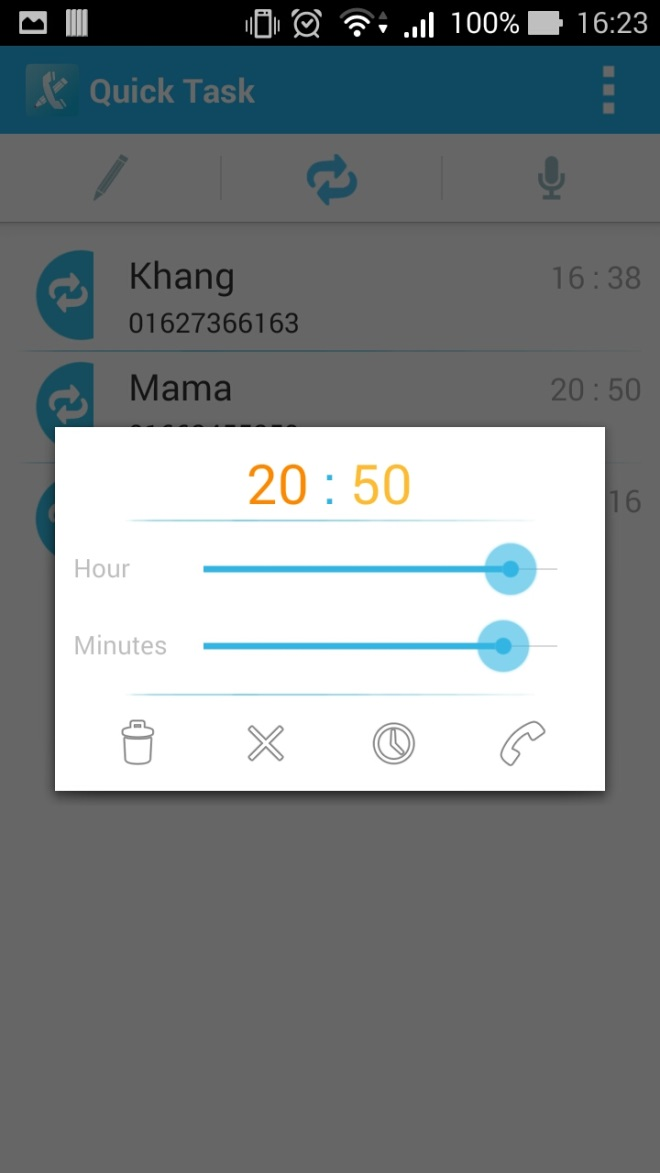 100% 16:23
Quick Task
Khang 16 : 38
01627366163
Mama 20 : 50
16
20 : 50
Hour
Minutes